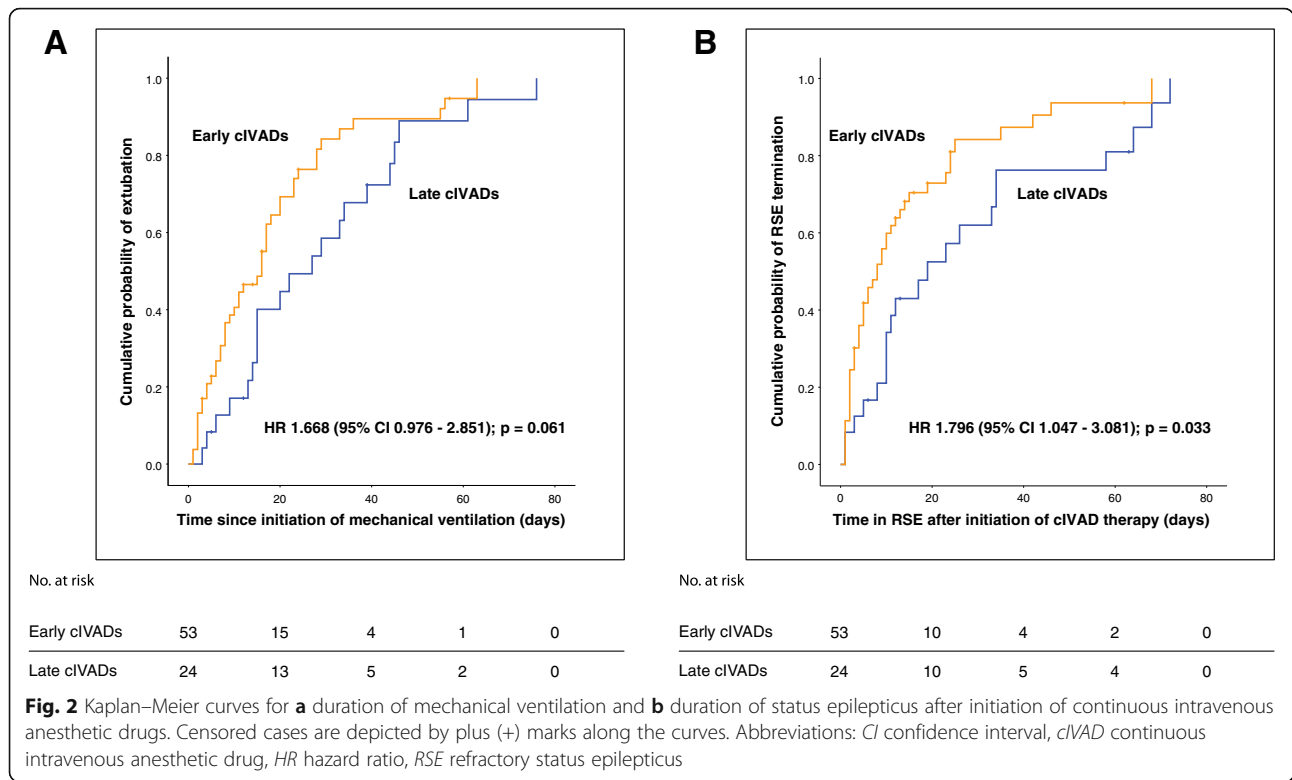 A
Cumulative probability of extubation
1.0
0.8
0.6
0.4
0.2
0.0
Early cIVADs
Late cIVADs
HR 1.668 (95% CI 0.976 - 2.851); p = 0.061
0 20 40 60 80
Time since initiation of mechanical ventilation (days)
No. at risk
Early cIVADs 53 15 4 1 0
Late cIVADs 24 13 5 2 0
B
Cumulative probability of RSE termination
1.0
0.8
0.6
0.4
0.2
0.0
Early cIVADs
Late cIVADs
HR 1.796 (95% CI 1.047 - 3.081); p = 0.033
0 20 40 60 80
Time in RSE after initiation of cIVAD therapy (days)
No. at risk
Early cIVADs 53 10 4 2 0
Late cIVADs 24 10 5 4 0
Fig. 2 Kaplan–Meier curves for a duration of mechanical ventilation and b duration of status epilepticus after initiation of continuous intravenous
anesthetic drugs. Censored cases are depicted by plus (+) marks along the curves. Abbreviations: CI confidence interval, cIVAD continuous
intravenous anesthetic drug, HR hazard ratio, RSE refractory status epilepticus